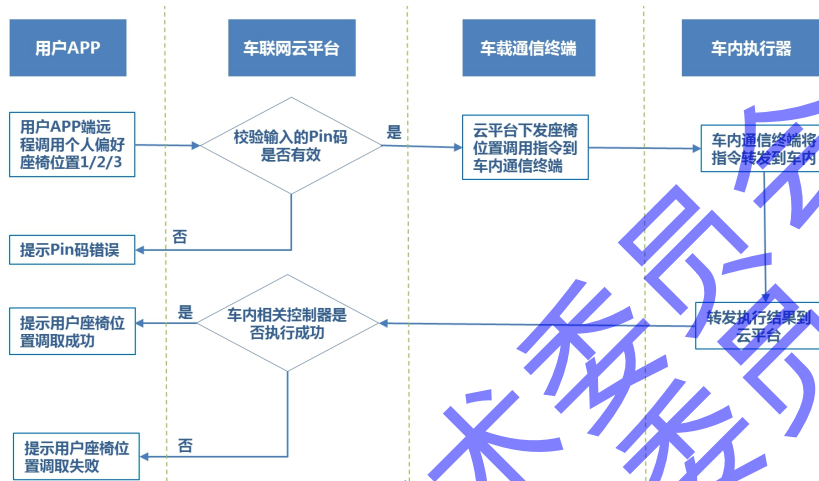 用户APP
车联网云平台
车载通信终端
车内执行器
用户APP端远
程调用个人偏好
座椅位置1/2/3
校验输入的Pin码
是否有效
是
云平台下发座椅
位置调用指令到
车内通信终端
车内通信终端将
指令转发到车内
否
提示Pin码错误
提示用户座椅位
置调取成功
是
车内相关控制器是
否执行成功
转发执行结果到
云平台
提示用户座椅位
置调取失败
否
术委员会
委员